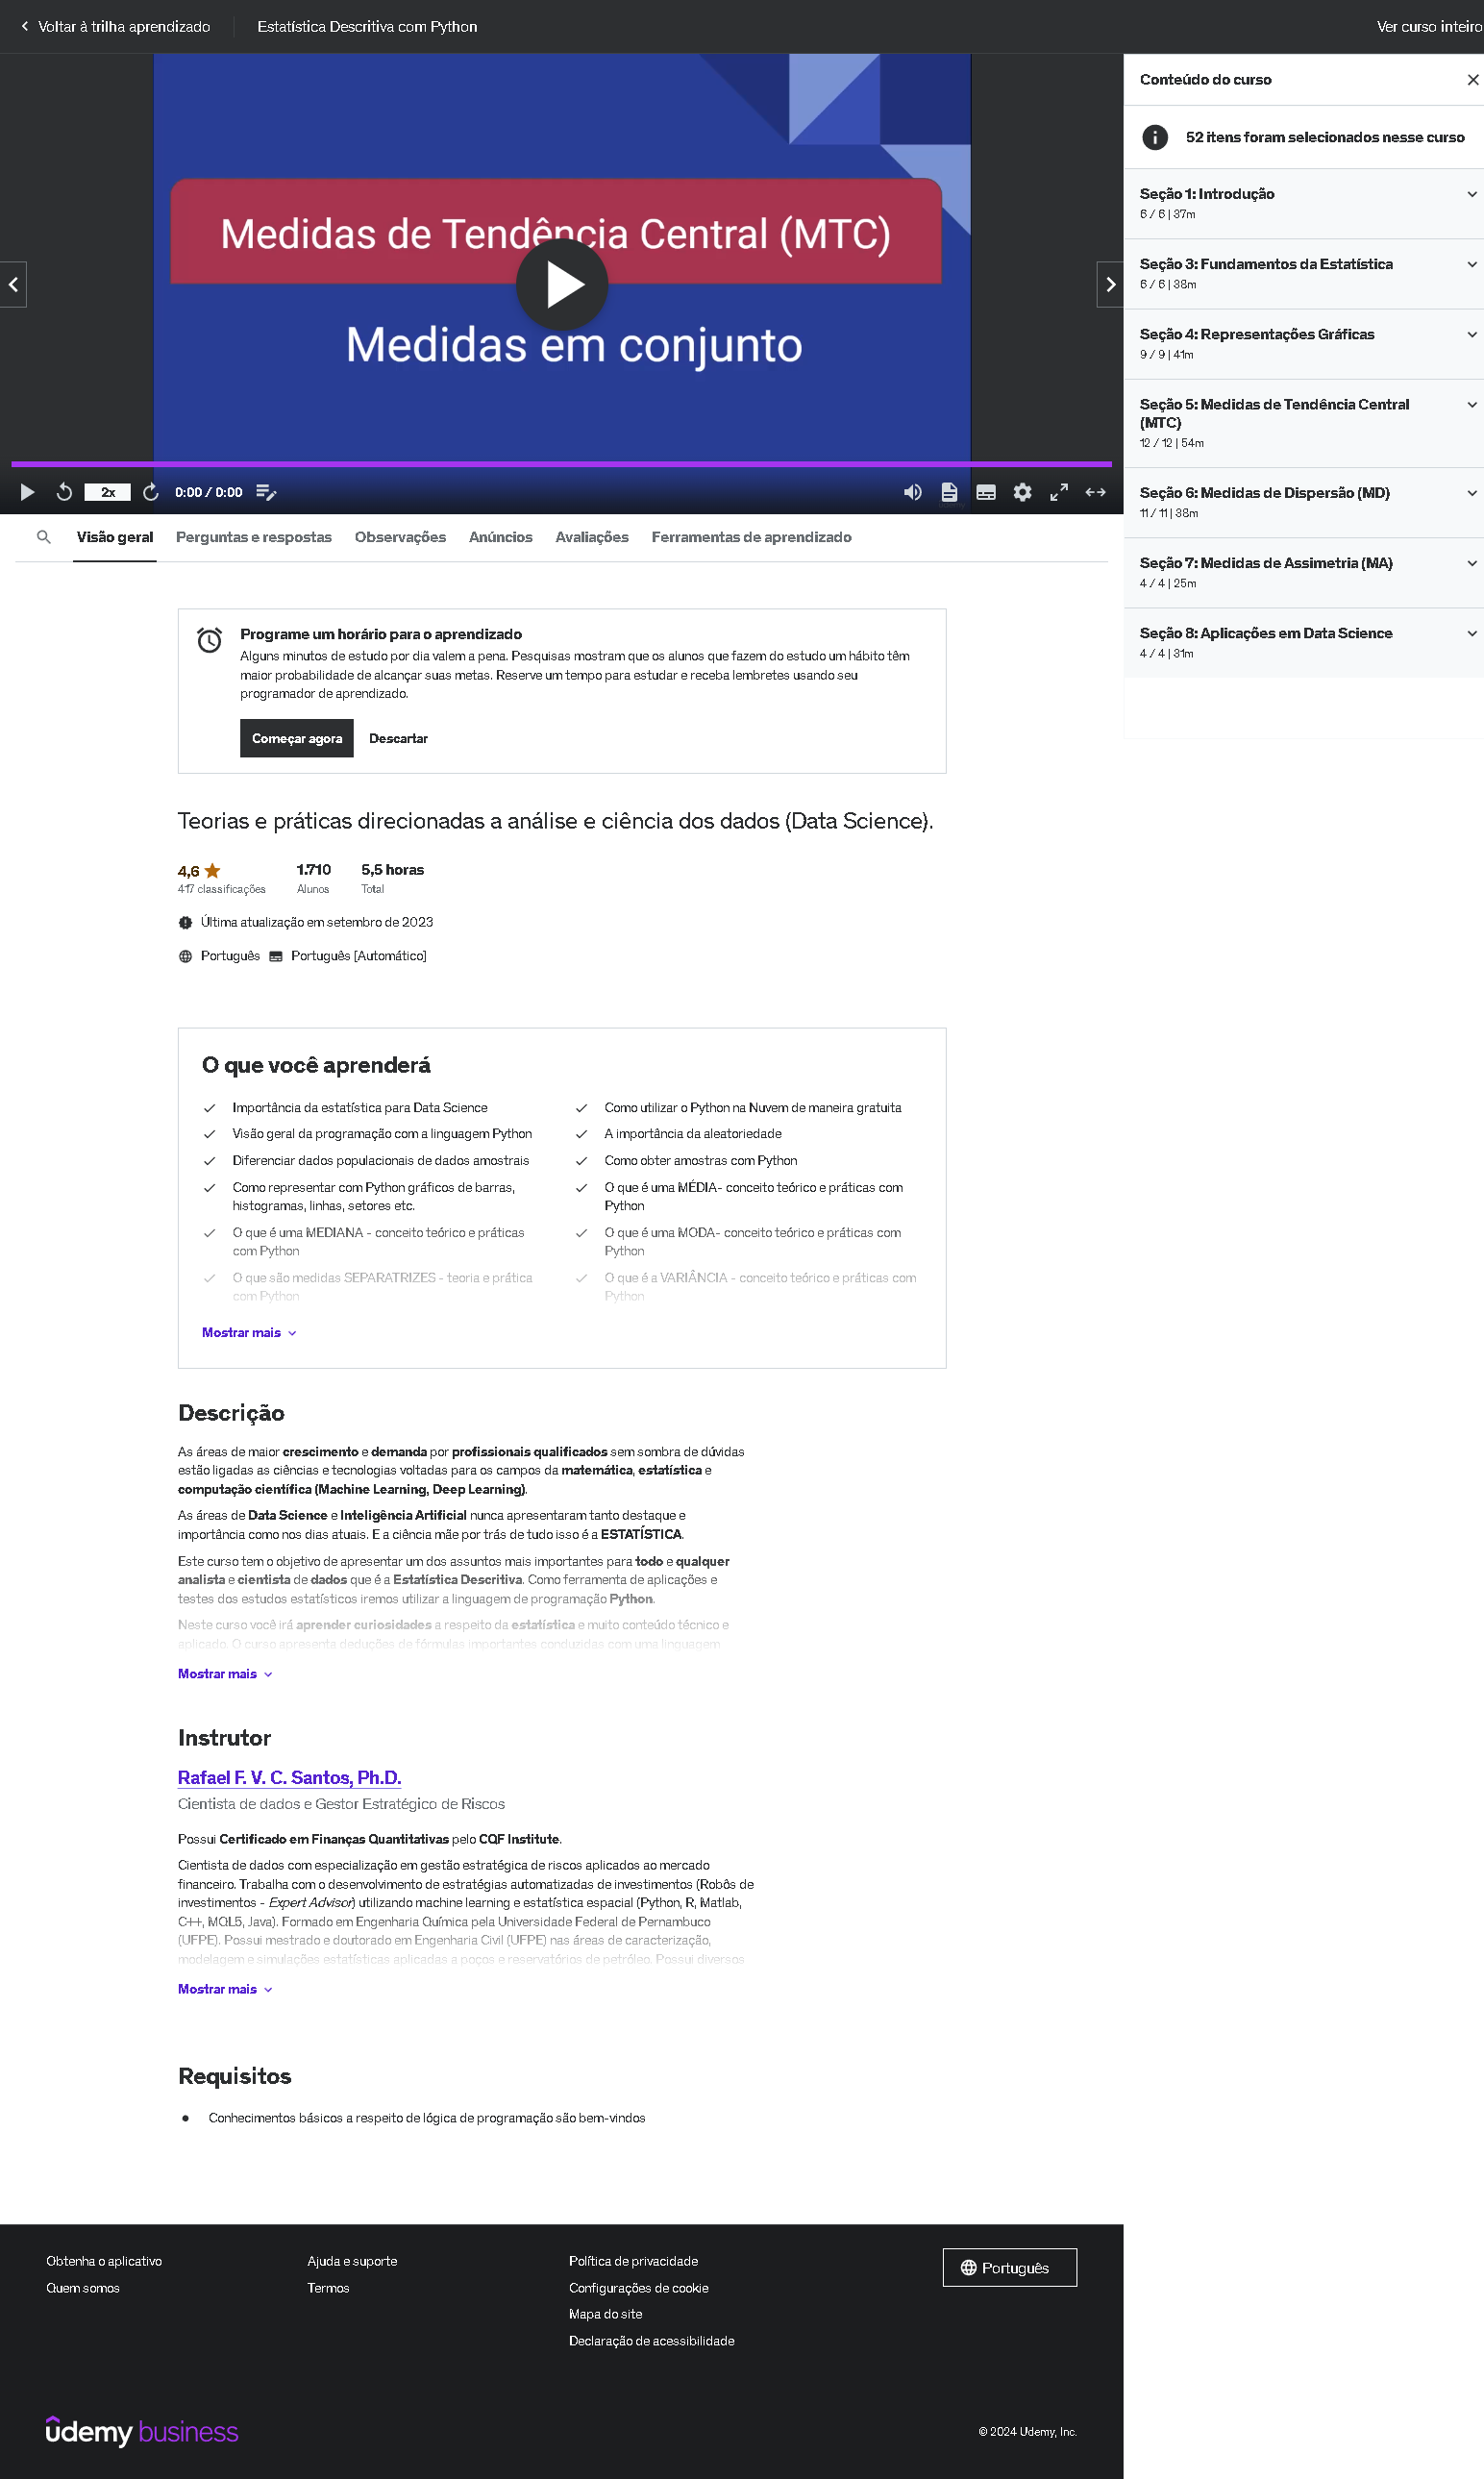 Voltar à trilha aprendizado
Estatística Descritiva com Python
Ver curso inteiro
Medidas de Tendência Central (MTC)
Medidas em conjunto
2x
0:00 / 0:00
Conteúdo do curso
52 itens foram selecionados nesse curso
Seção 1: Introdução
6 / 6 | 37m
Seção 3: Fundamentos da Estatística
6 / 6 | 38m
Seção 4: Representações Gráficas
9 / 9 | 41m
Seção 5: Medidas de Tendência Central
(MTC)
12 / 12 | 54m
Seção 6: Medidas de Dispersão (MD)
11 / 11 | 38m
Seção 7: Medidas de Assimetria (MA)
4 / 4 | 25m
Seção 8: Aplicações em Data Science
4 / 4 | 31m
Visão geral
Perguntas e respostas
Observações
Anúncios
Avaliações
Ferramentas de aprendizado
Programe um horário para o aprendizado
Alguns minutos de estudo por dia valem a pena. Pesquisas mostram que os alunos que fazem do estudo um hábito têm
maior probabilidade de alcançar suas metas. Reserve um tempo para estudar e receba lembretes usando seu
programador de aprendizado.
Começar agora
Descartar
Teorias e práticas direcionadas a análise e ciência dos dados (Data Science).
4,6
417 classificações
1.710
Alunos
5,5 horas
Total
Última atualização em setembro de 2023
Português
Português [Automático]
O que você aprenderá
Importância da estatística para Data Science
Como utilizar o Python na Nuvem de maneira gratuita
Visão geral da programação com a linguagem Python
A importância da aleatoriedade
Diferenciar dados populacionais de dados amostrais
Como obter amostras com Python
Como representar com Python gráficos de barras,
histogramas, linhas, setores etc.
O que é uma MÉDIA- conceito teórico e práticas com
Python
O que é uma MEDIANA - conceito teórico e práticas
com Python
O que é uma MODA- conceito teórico e práticas com
Python
O que são medidas SEPARATRIZES - teoria e prática
com Python
O que é a VARIÂNCIA - conceito teórico e práticas com
Python
Mostrar mais
Descrição
As áreas de maior crescimento e demanda por profissionais qualificados sem sombra de dúvidas
estão ligadas as ciências e tecnologias voltadas para os campos da matemática, estatística e
computação científica (Machine Learning, Deep Learning).
As áreas de Data Science e Inteligência Artificial nunca apresentaram tanto destaque e
importância como nos dias atuais. E a ciência mãe por trás de tudo isso é a ESTATÍSTICA.
Este curso tem o objetivo de apresentar um dos assuntos mais importantes para todo e qualquer
analista e cientista de dados que é a Estatística Descritiva. Como ferramenta de aplicações e
testes dos estudos estatísticos iremos utilizar a linguagem de programação Python.
Neste curso você irá aprender curiosidades a respeito da estatística e muito conteúdo técnico e
aplicado. O curso apresenta deduções de fórmulas importantes conduzidas com uma linguagem
Mostrar mais
Instrutor
Rafael F. V. C. Santos, Ph.D.
Cientista de dados e Gestor Estratégico de Riscos
Possui Certificado em Finanças Quantitativas pelo CQF Institute.
Cientista de dados com especialização em gestão estratégica de riscos aplicados ao mercado
financeiro. Trabalha com o desenvolvimento de estratégias automatizadas de investimentos (Robôs de
investimentos - Expert Advisor) utilizando machine learning e estatística espacial (Python, R, Matlab,
C++, MQL5, Java). Formado em Engenharia Química pela Universidade Federal de Pernambuco
(UFPE). Possui mestrado e doutorado em Engenharia Civil (UFPE) nas áreas de caracterização,
modelagem e simulações estatísticas aplicadas a poços e reservatórios de petróleo. Possui diversos
Mostrar mais
Requisitos
Conhecimentos básicos a respeito de lógica de programação são bem-vindos
Obtenha o aplicativo
Quem somos
Ajuda e suporte
Termos
Política de privacidade
Configurações de cookie
Mapa do site
Declaração de acessibilidade
Português
udemy business
© 2024 Udemy, Inc.